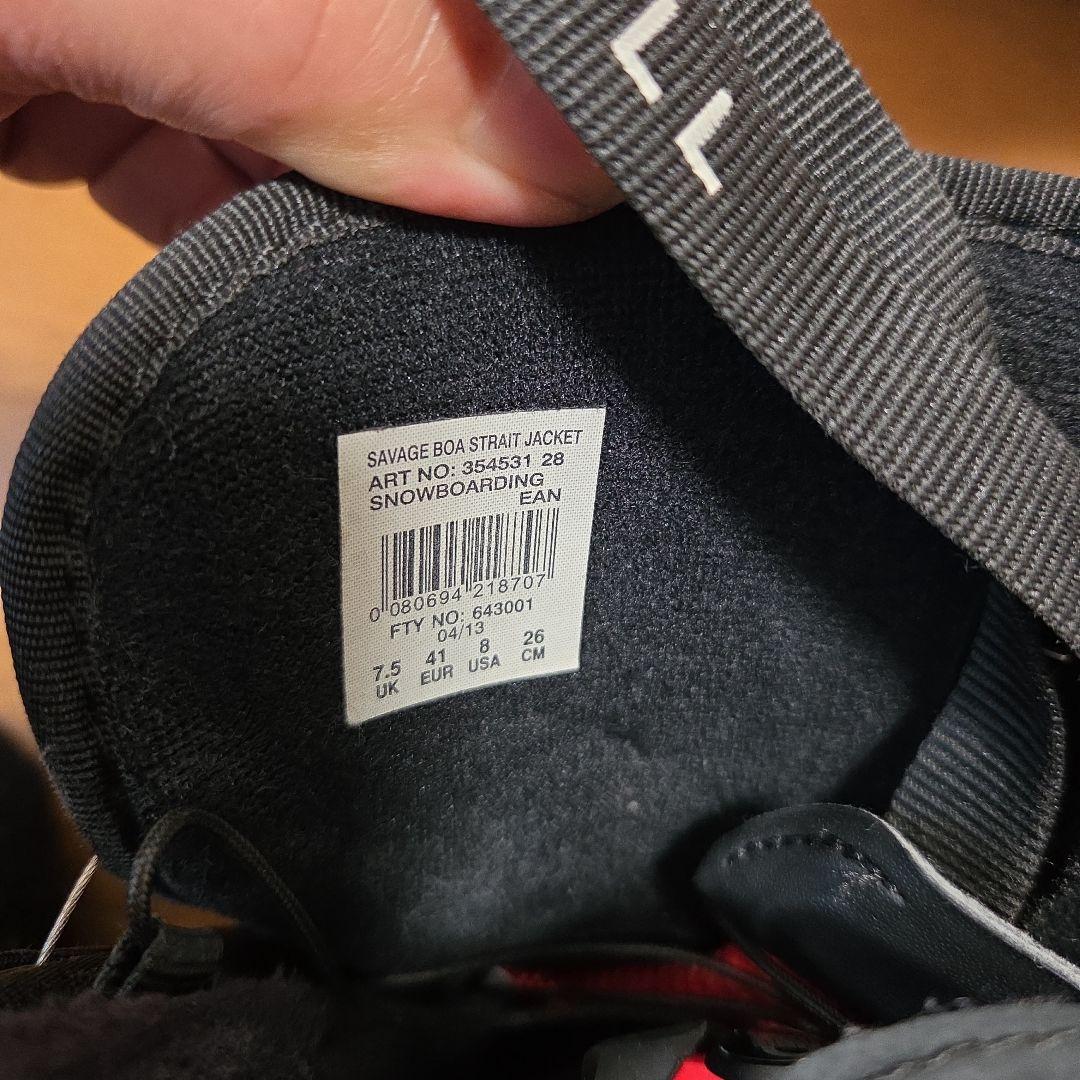 LL
SAVAGE BOA STRAIT JACKET
ART NO: 354531 28
SNOWBOARDING
EAN
0 080694 218707
FTY NO: 643001
04/13
7.5 41 8 26
UK EUR USA CM